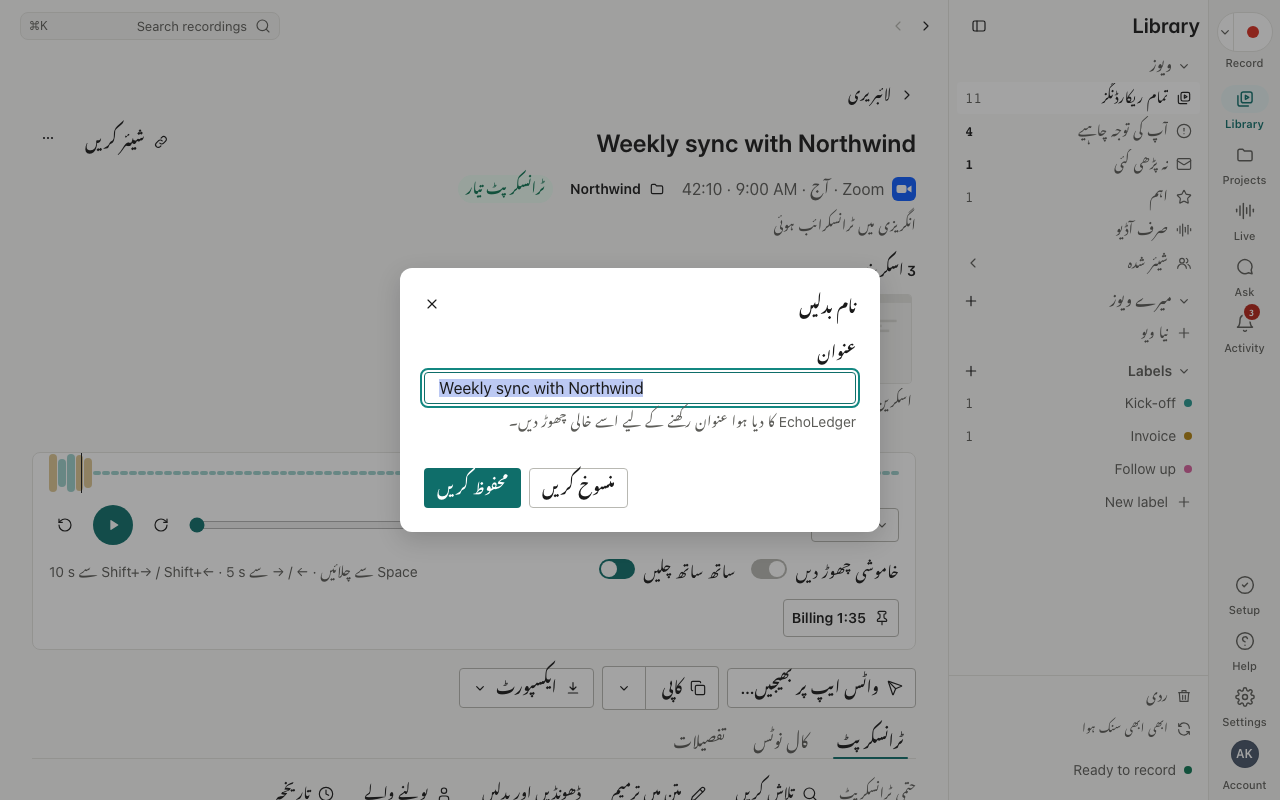 Record
Library
Projects
Live
Ask
3
Activity
Setup
Help
Settings
AK
Account
Library
ویوز
تمام ریکارڈنگز 11
آپ کی توجہ چاہیے 4
نہ پڑھی گئی 1
اہم 1
صرف آڈیو
شیئر شدہ
میرے ویوز
نیا ویو
Labels
Kick-off 1
Invoice 1
Follow up
New label
ردی
ابھی ابھی سنک ہوا
Ready to record
Search recordings ⌘K
لائبریری
Weekly sync with Northwind
شیئر کریں
Zoom · آج · 9:00 AM · 42:10 Northwind ٹرانسکرپٹ تیار
انگریزی میں ٹرانسکرائب ہوئی
نام بدلیں
عنوان
Weekly sync with Northwind
EchoLedger کا دیا ہوا عنوان رکھنے کے لیے اسے خالی چھوڑ دیں۔
منسوخ کریں
محفوظ کریں
خاموشی چھوڑ دیں ساتھ ساتھ چلیں
Space سے چلائیں · ← / → سے 5 s · Shift+← / Shift+→ سے 10 s
Billing 1:35
واٹس ایپ پر بھیجیں... کاپی ایکسپورٹ
ٹرانسکرپٹ کال نوٹس تفصیلات
حتمی ٹرانسکرپٹ تلاش کریں متن میں ترمیم ڈھونڈیں اور بدلیں بولنے والے تاریخچہ